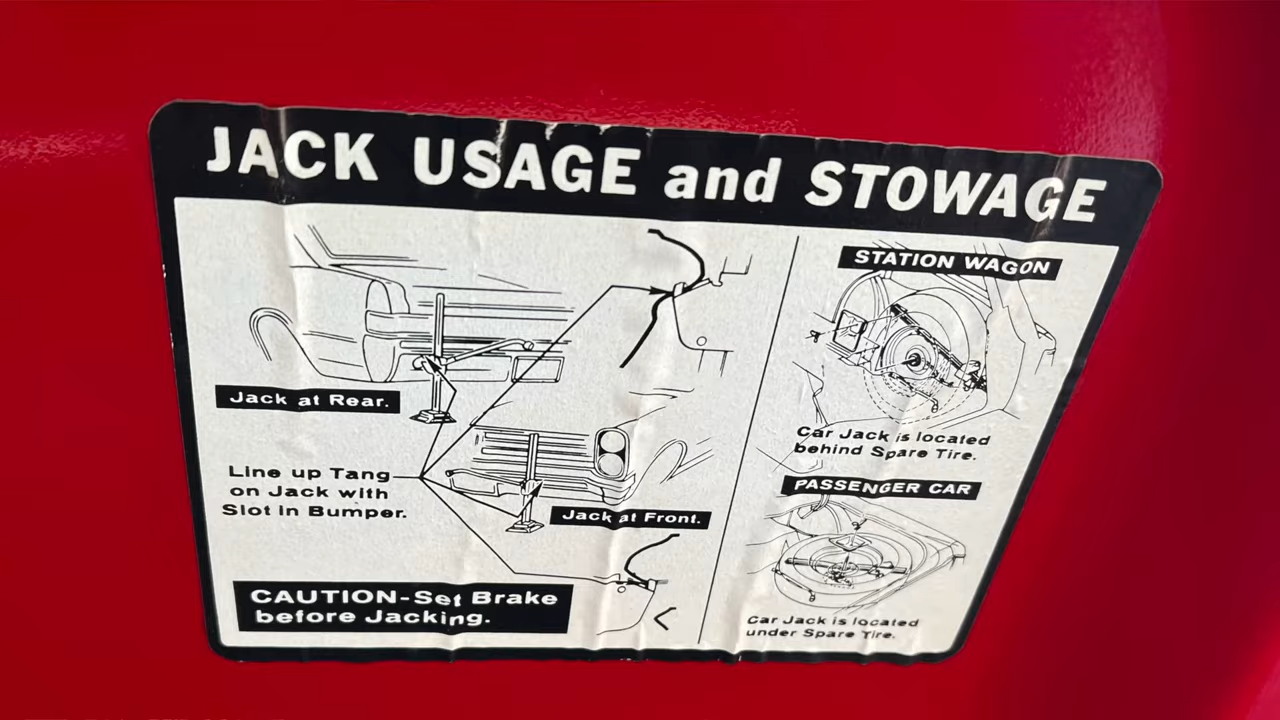 JACK USAGE and STOWAGE
Jack at Rear.
Line up Tang
on Jack with
Slot in Bumper.
Jack at Front.
CAUTION-Set Brake
before Jacking.
STATION WAGON
Car Jack is located
behind Spare Tire.
PASSENGER CAR
Car Jack is located
under Spare Tire.